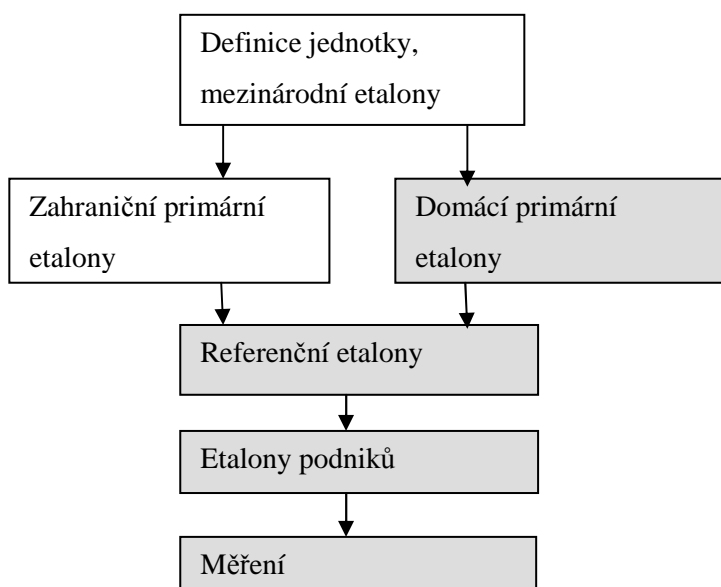 Definice jednotky,
mezinárodní etalony
Zahraniční primární
etalony
Domácí primární
etalony
Referenční etalony
Etalony podniků
Měření